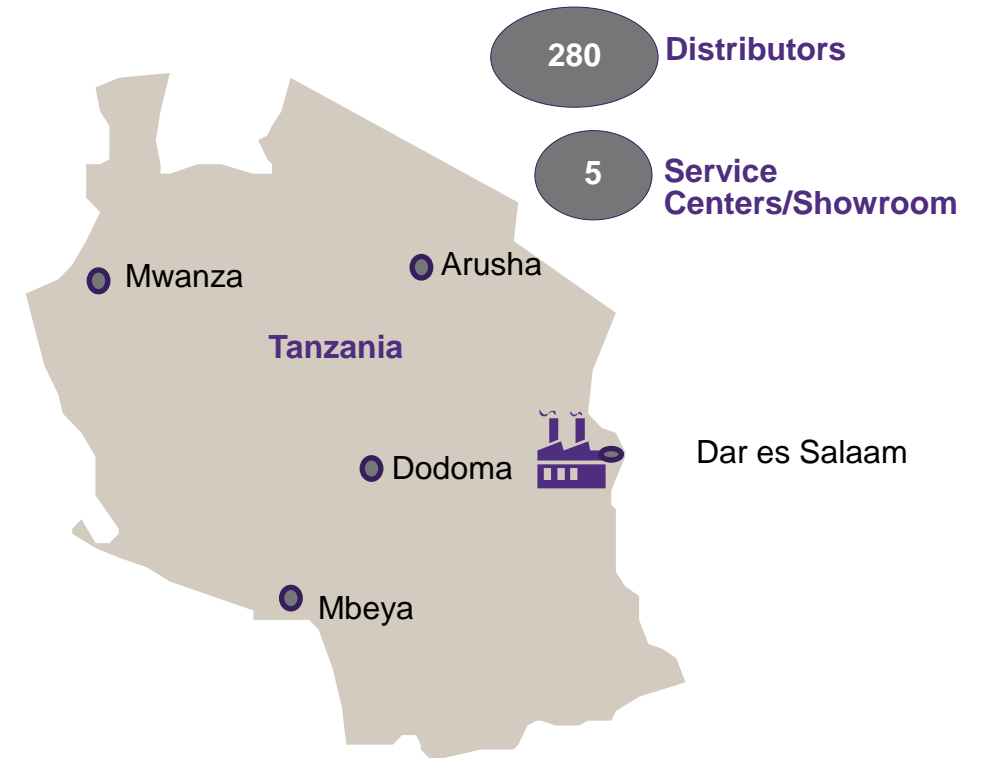 280
Distributors
5
Service
Centers/Showroom
Mwanza
Arusha
Tanzania
Dodoma
Dar es Salaam
Mbeya